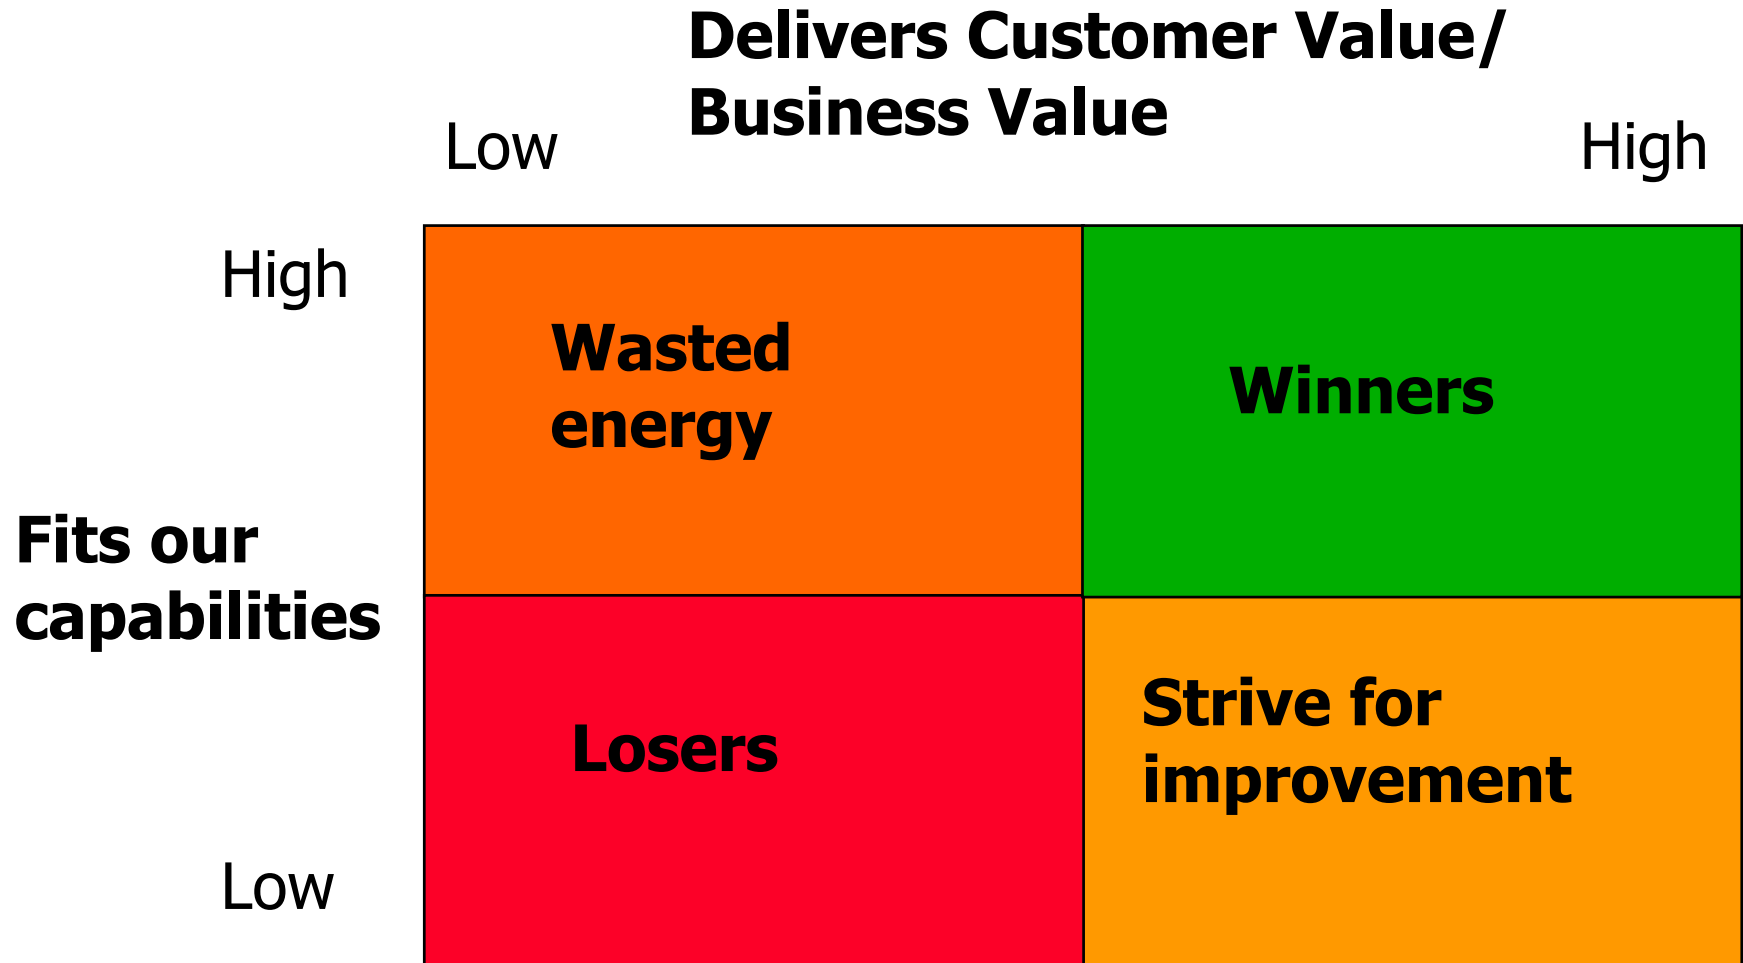 Delivers Customer Value/
Business Value
Low
High
High
Wasted
energy
Winners
Fits our
capabilities
Losers
Strive for
improvement
Low